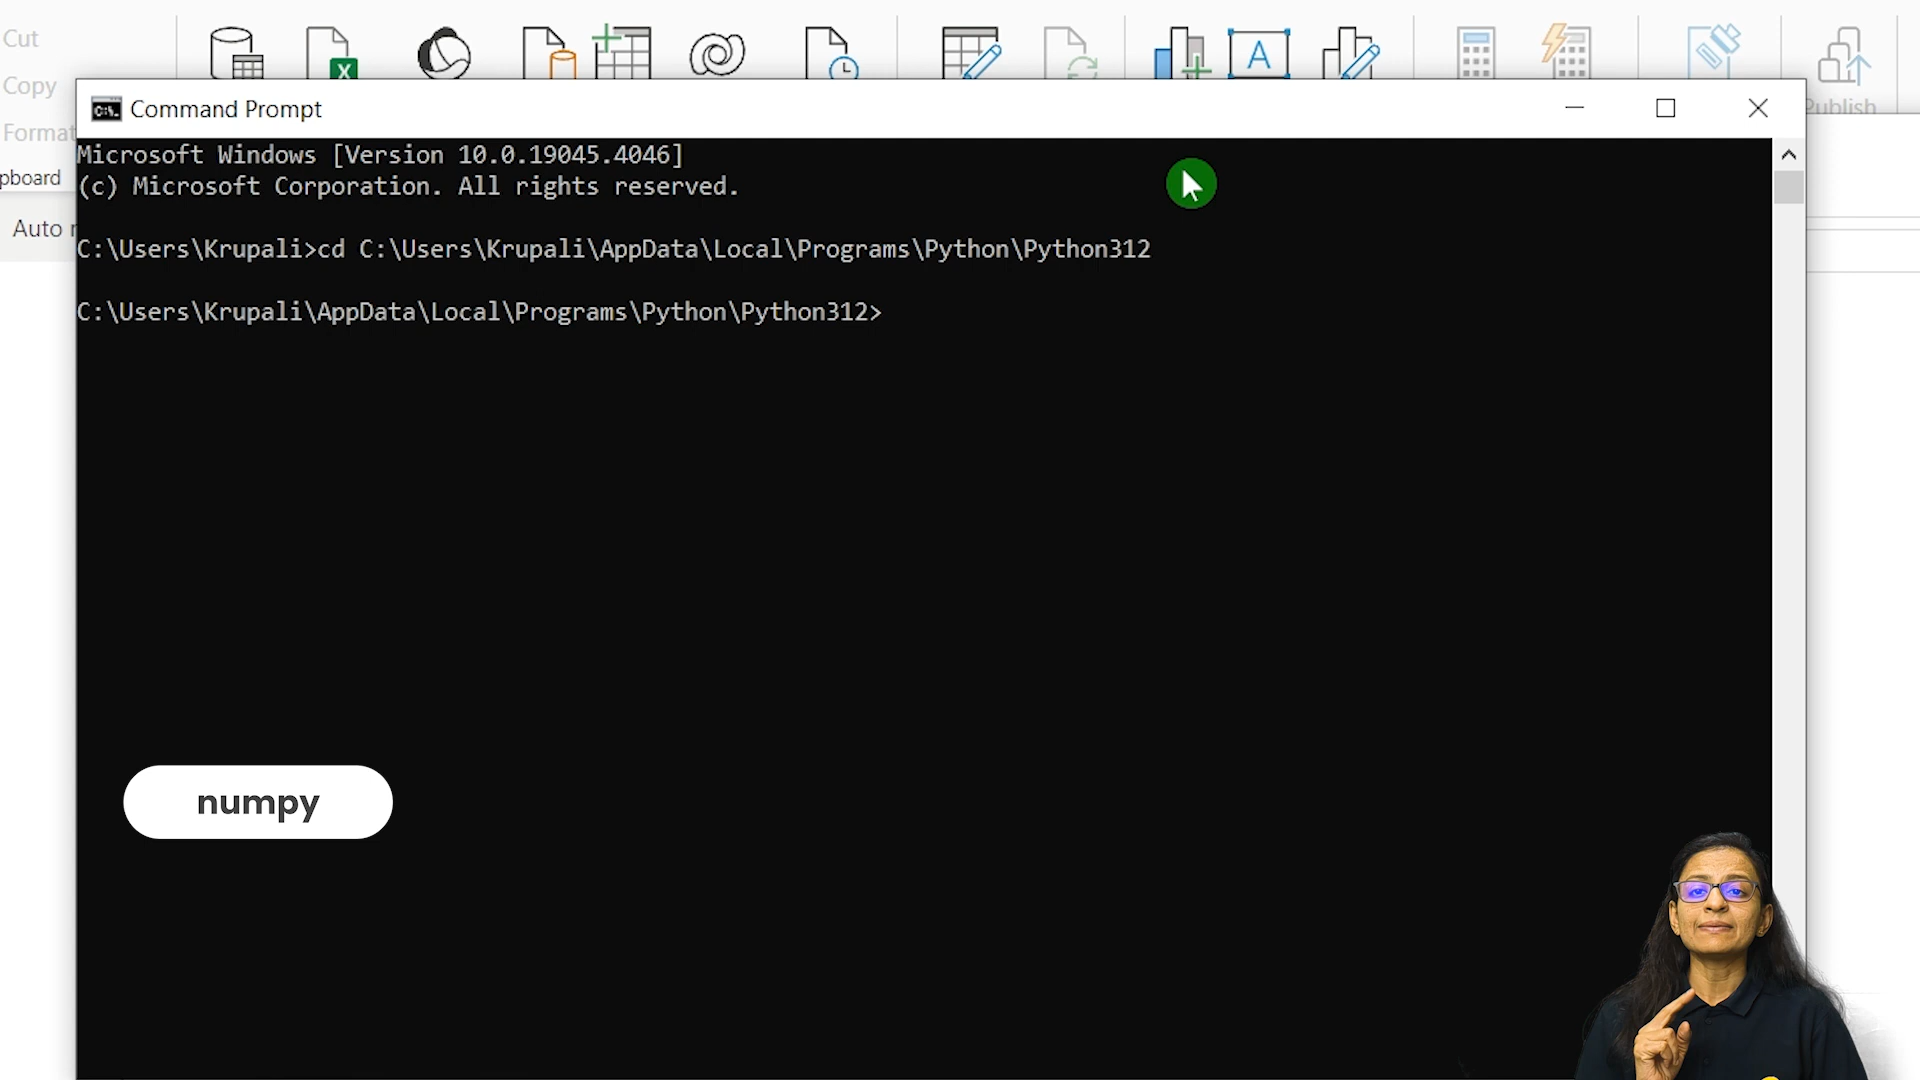 Cut
Copy
Format
pboard
Auto r
Publish
A
X
C:\.
Command Prompt
Microsoft Windows [Version 10.0.19045.4046]
(c) Microsoft Corporation. All rights reserved.
C:\Users\Krupali>cd C:\Users\Krupali\AppData\Local\Programs\Python\Python312
C:\Users\Krupali\AppData\Local\Programs\Python\Python312>
numpy